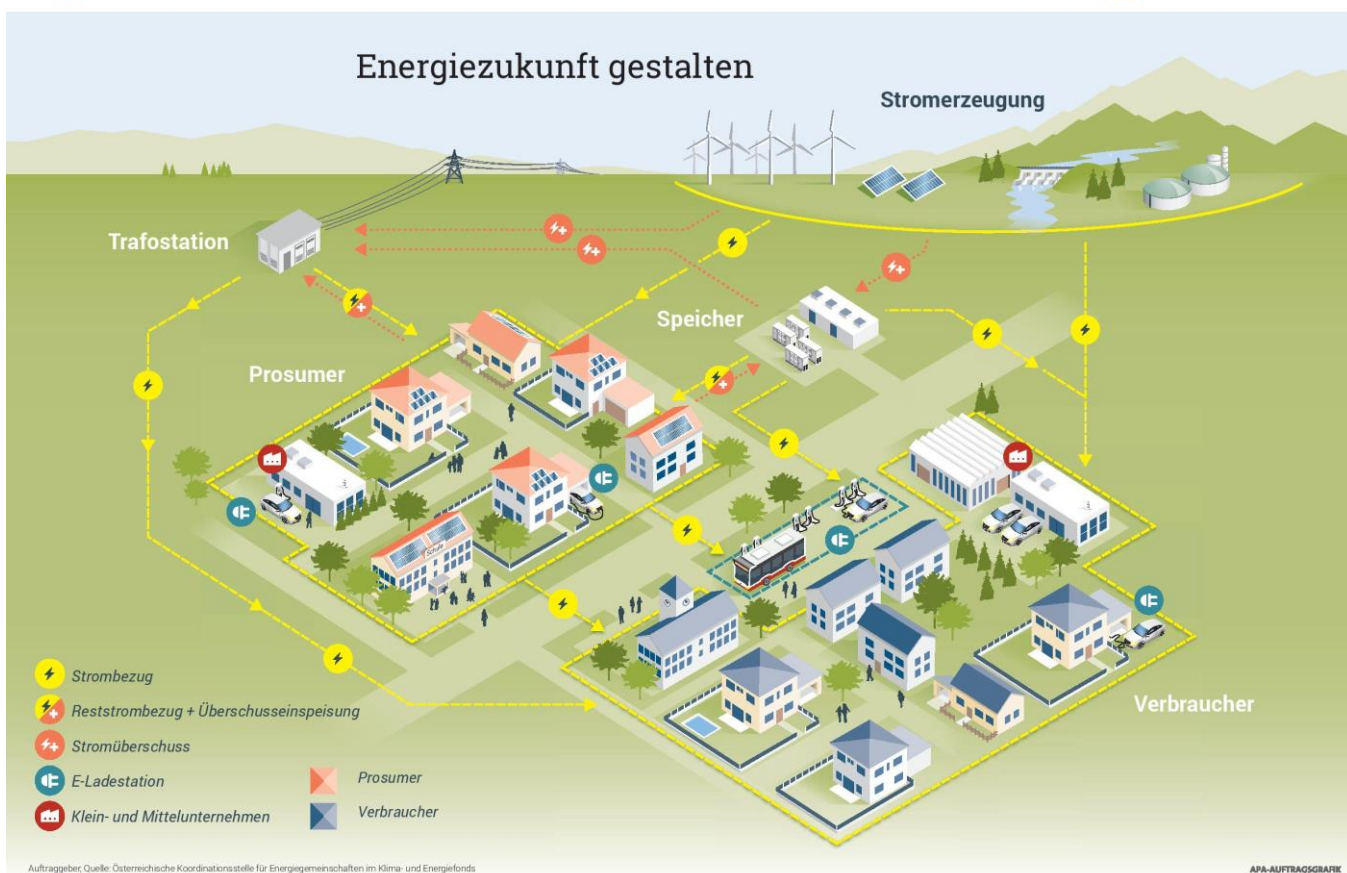 Energiezukunft gestalten
Stromerzeugung
Trafostation
Speicher
Prosumer
Schule
Verbraucher
Strombezug
Reststrombezug + Überschusseinspeisung
Stromüberschuss
E-Ladestation
Klein- und Mittelunternehmen
Prosumer
Verbraucher
Auftraggeber, Quelle: Österreichische Koordinationsstelle für Energiegemeinschaften im Klima- und Energiefonds
APA-AUFTRAGSGRAFIK